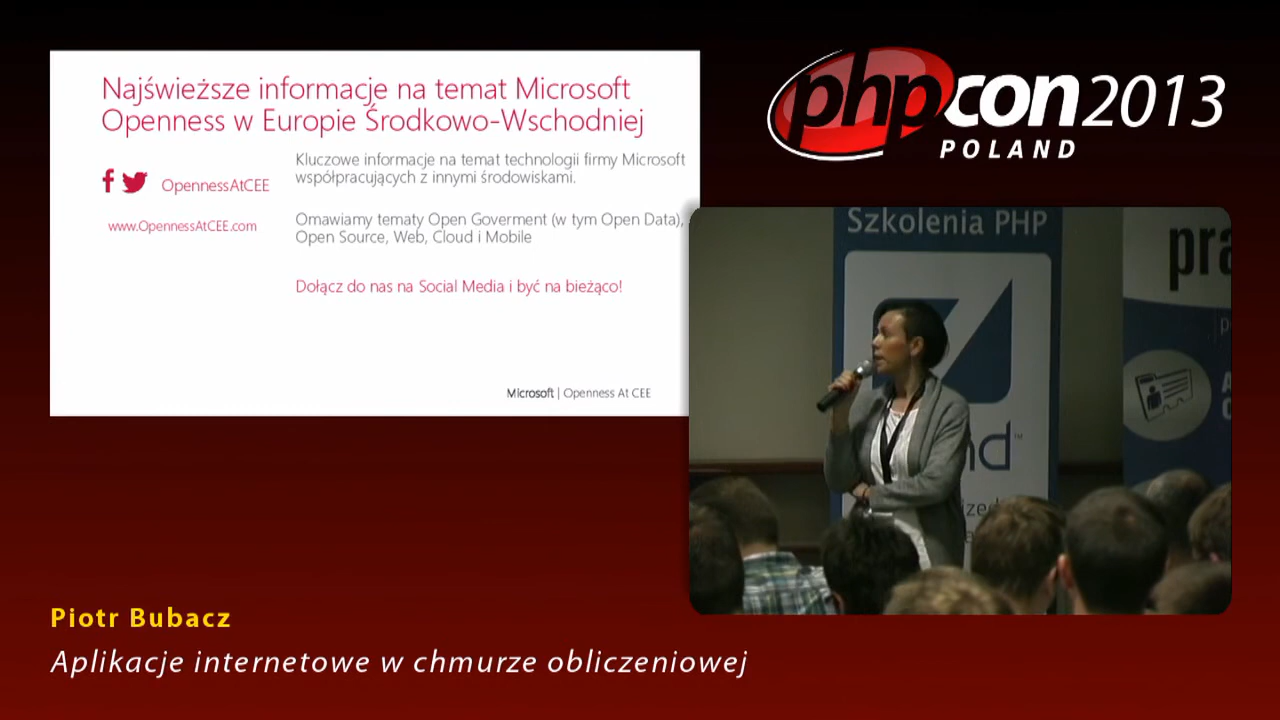 Najświeższe informacje na temat Microsoft
Openness w Europie Środkowo-Wschodniej
OpennessAtCEE
www.OpennessAtCEE.com
Kluczowe informacje na temat technologii firmy Microsoft
współpracujących z innymi środowiskami.
Omawiamy tematy Open Goverment (w tym Open Data),
Open Source, Web, Cloud i Mobile
Dołącz do nas na Social Media i być na bieżąco!
Microsoft | Openness At CEE
phpcon2013
POLAND
Szkolenia PHP
Piotr Bubacz
Aplikacje internetowe w chmurze obliczeniowej